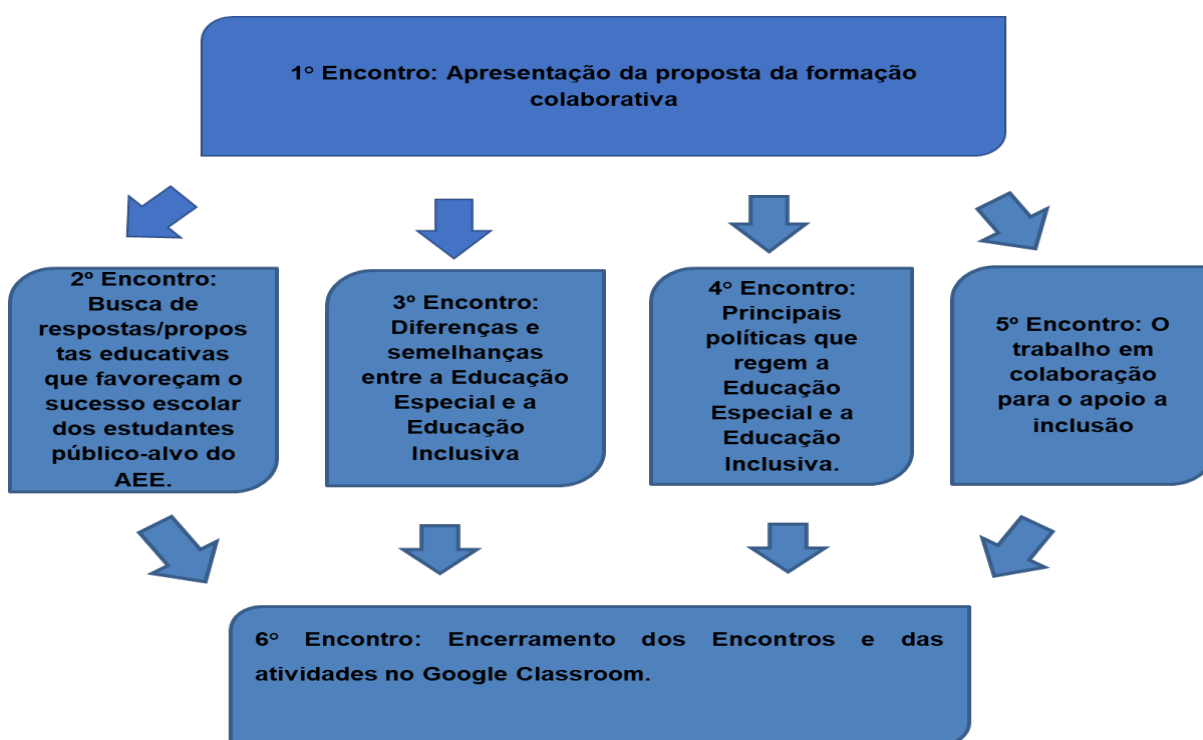 1° Encontro: Apresentação da proposta da formação
colaborativa
2º Encontro:
Busca de
respostas/propos
tas educativas
que favoreçam o
sucesso escolar
dos estudantes
público-alvo do
AEE.
3º Encontro:
Diferenças e
semelhanças
entre a Educação
Especial e a
Educação
Inclusiva
4° Encontro:
Principais
políticas que
regem a
Educação
Especial e a
Educação
Inclusiva.
5º Encontro: O
trabalho em
colaboração
para o apoio a
inclusão
6° Encontro: Encerramento dos Encontros e das
atividades no Google Classroom.